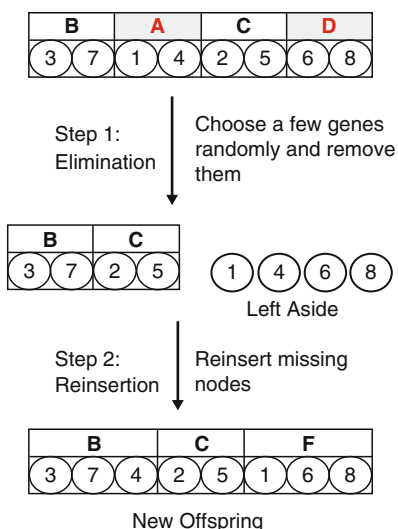 B A C D
3 7 1 4 2 5 6 8
Step 1:
Elimination
Choose a few genes
randomly and remove
them
B C
3 7 2 5 1 4 6 8
Left Aside
Step 2:
Reinsertion
Reinsert missing
nodes
B C F
3 7 4 2 5 1 6 8
New Offspring